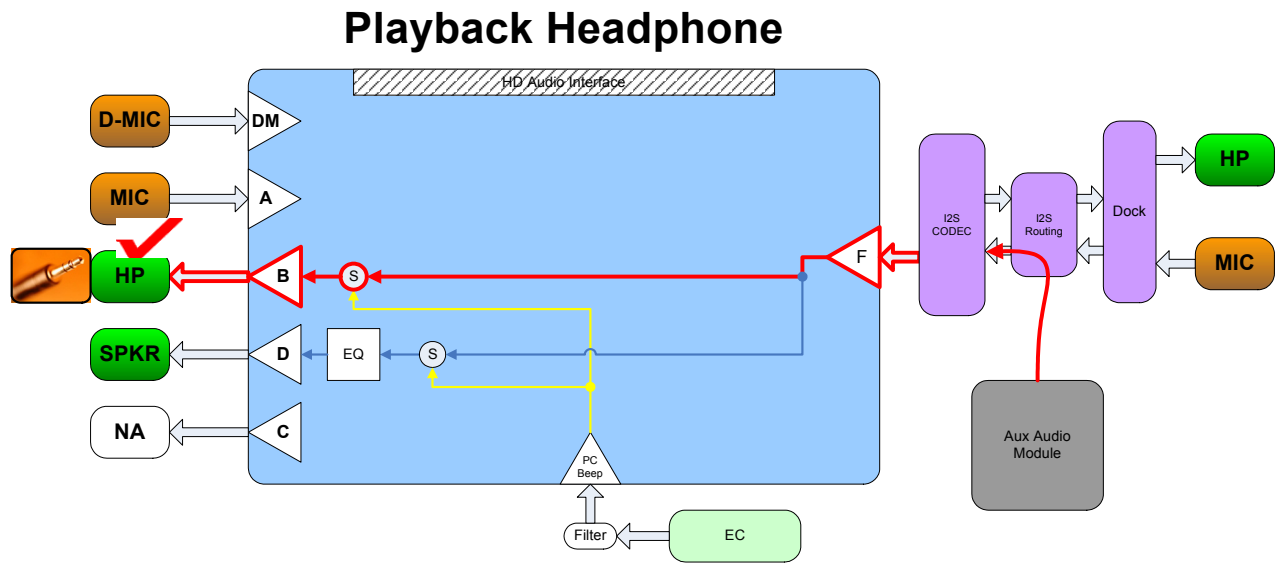 Playback Headphone
HD Audio Interface
D-MIC
DM
MIC
A
HP
B
S
F
SPKR
D
EQ
S
NA
C
PC
Beep
Filter
EC
I2S
CODEC
I2S
Routing
Dock
HP
MIC
Aux Audio
Module